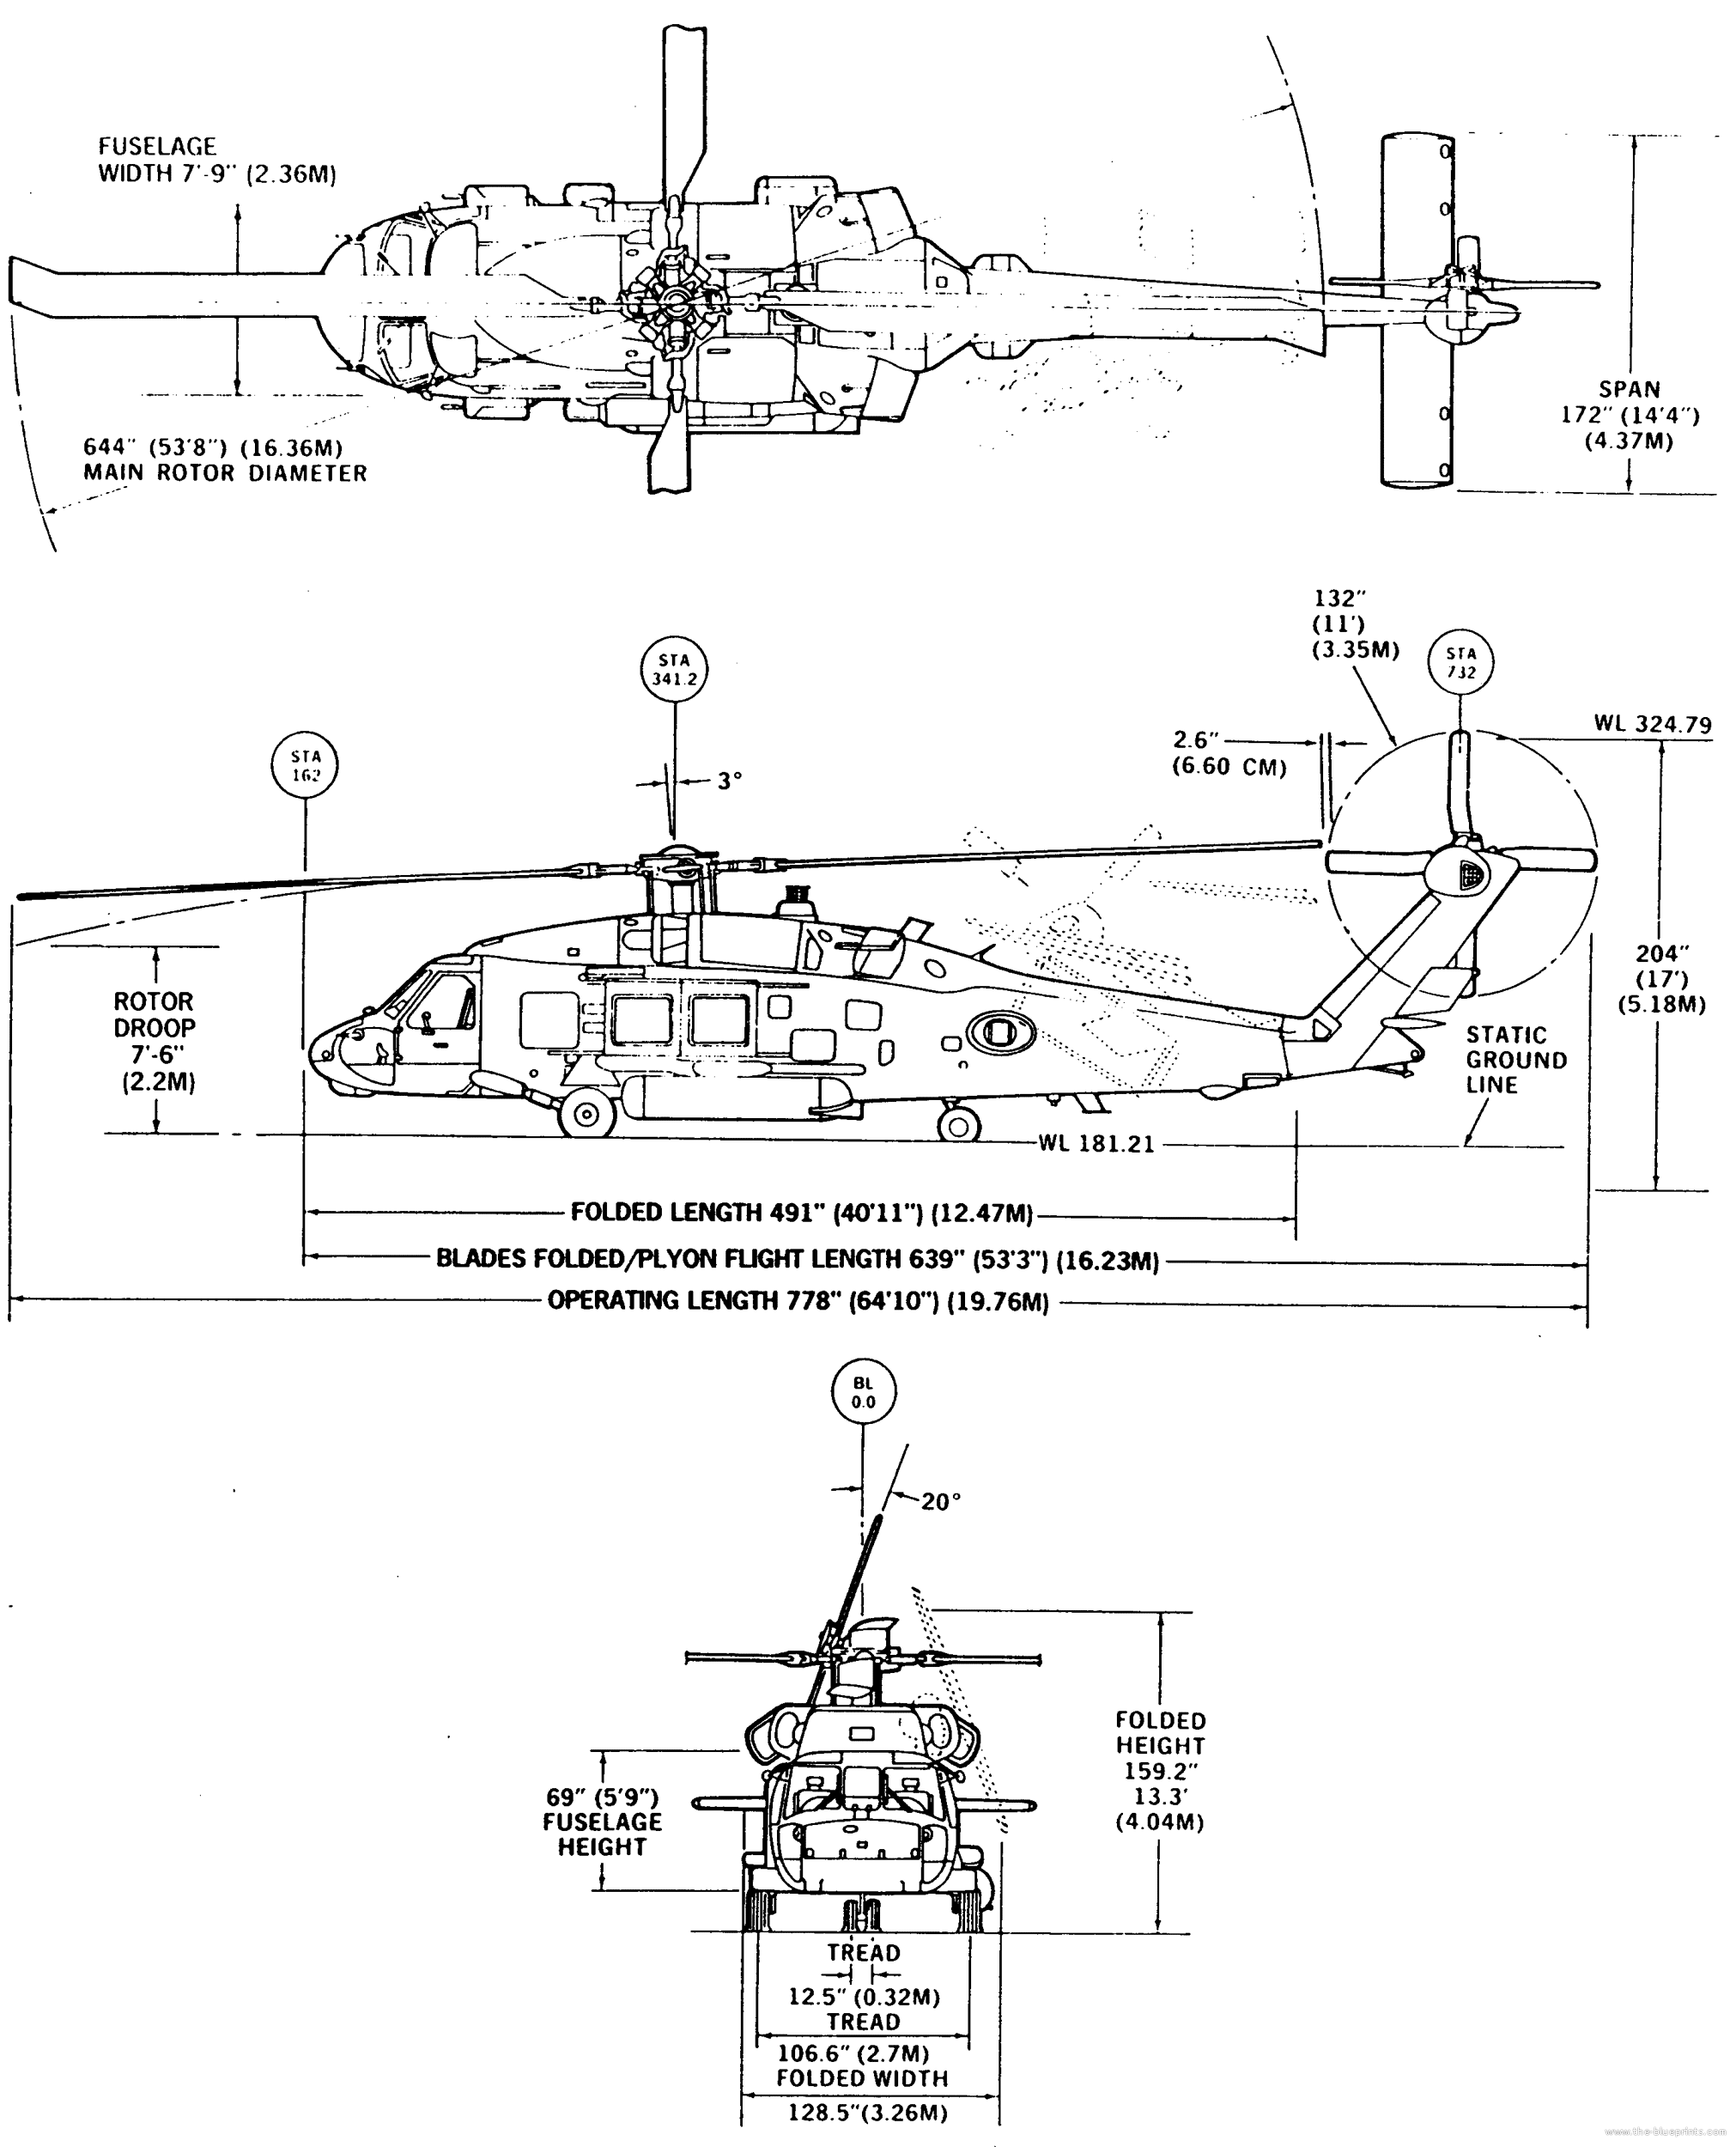 FUSELAGE
WIDTH 7'-9" (2.36M)
644" (53'8") (16.36M)
MAIN ROTOR DIAMETER
SPAN
172" (14'4")
(4.37M)
132"
(11')
(3.35M)
STA
341.2
STA
732
WL 324.79
2.6"
(6.60 CM)
STA
162
3°
ROTOR
DROOP
7'-6"
(2.2M)
204"
(17')
(5.18M)
STATIC
GROUND
LINE
WL 181.21
FOLDED LENGTH 491" (40'11") (12.47M)
BLADES FOLDED/PLYON FLIGHT LENGTH 639" (53'3") (16.23M)
OPERATING LENGTH 778" (64'10") (19.76M)
BL
0.0
20°
FOLDED
HEIGHT
159.2"
13.3'
(4.04M)
69" (5'9")
FUSELAGE
HEIGHT
TREAD
12.5" (0.32M)
TREAD
106.6" (2.7M)
FOLDED WIDTH
128.5"(3.26M)
www.the-blueprints.com